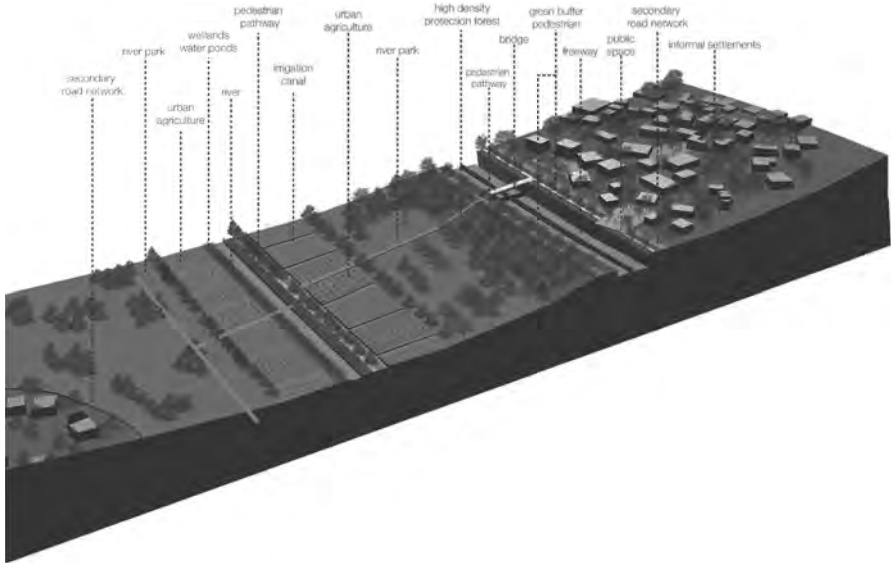 secondary
road network
river park
urban
agriculture
wetlands
water ponds
river
pedestrian
pathway
irrigation
canal
urban
agriculture
river park
high density
protection forest
pedestrian
pathway
bridge
green buffer
pedestrian
freeway
public
space
secondary
road network
informal settlements